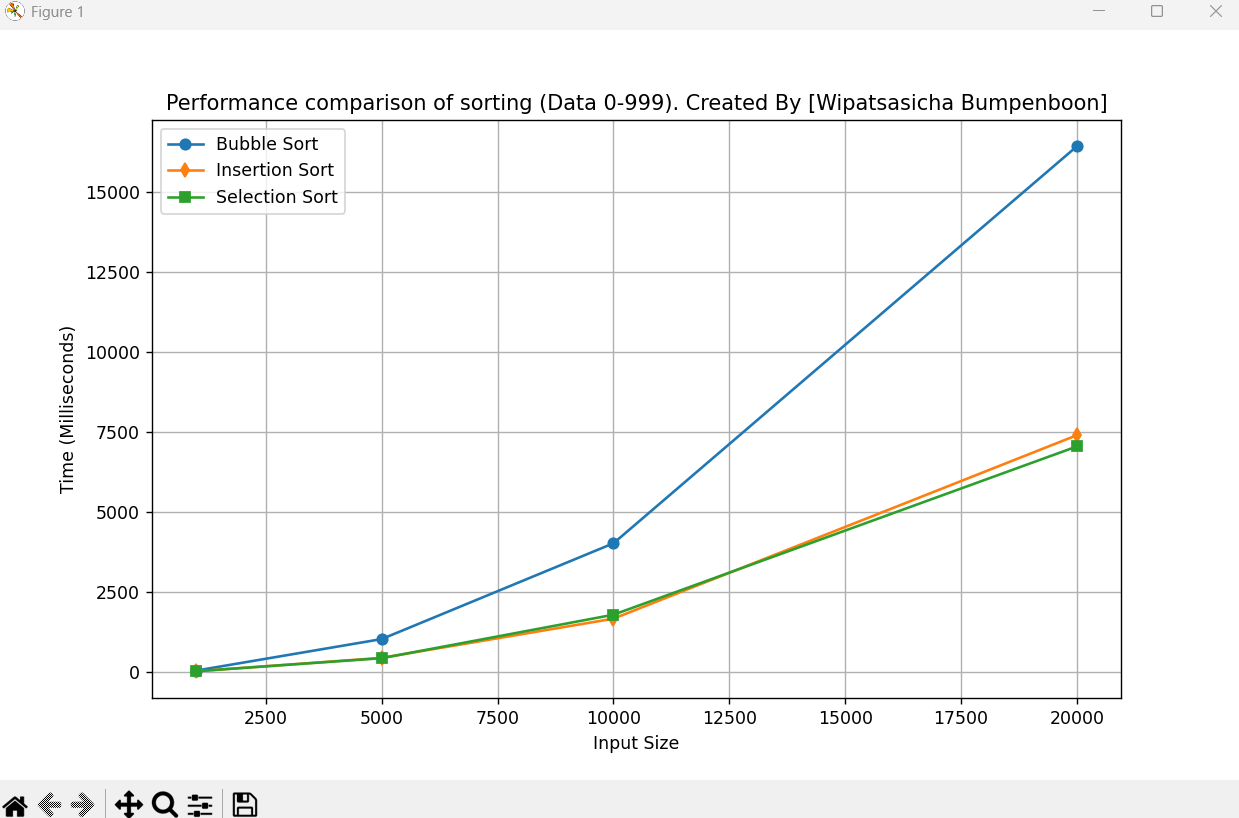 Figure 1
Performance comparison of sorting (Data 0-999). Created By [Wipatsasicha Bumpenboon]
Bubble Sort
Insertion Sort
Selection Sort
15000
12500
10000
7500
5000
2500
0
Time (Milliseconds)
2500 5000 7500 10000 12500 15000 17500 20000
Input Size